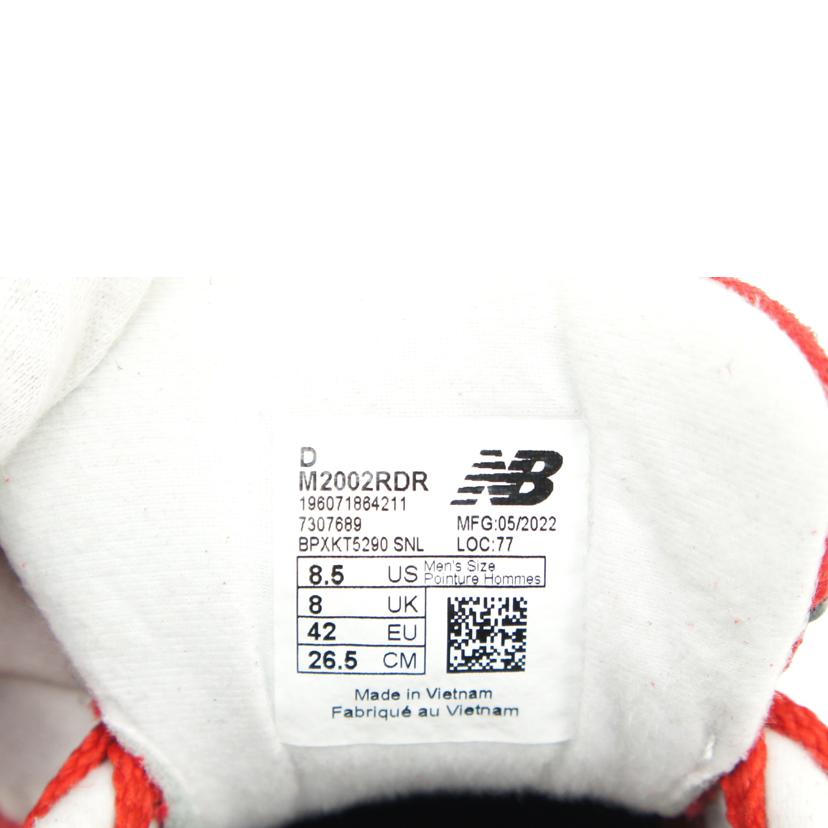 D
M2002RDR
196071864211
7307689
BPXKT5290 SNL
NB
MFG:05/2022
LOC:77
8.5 US Men's Size
Pointure Hommes
8 UK
42 EU
26.5 CM
Made in Vietnam
Fabriqué au Vietnam